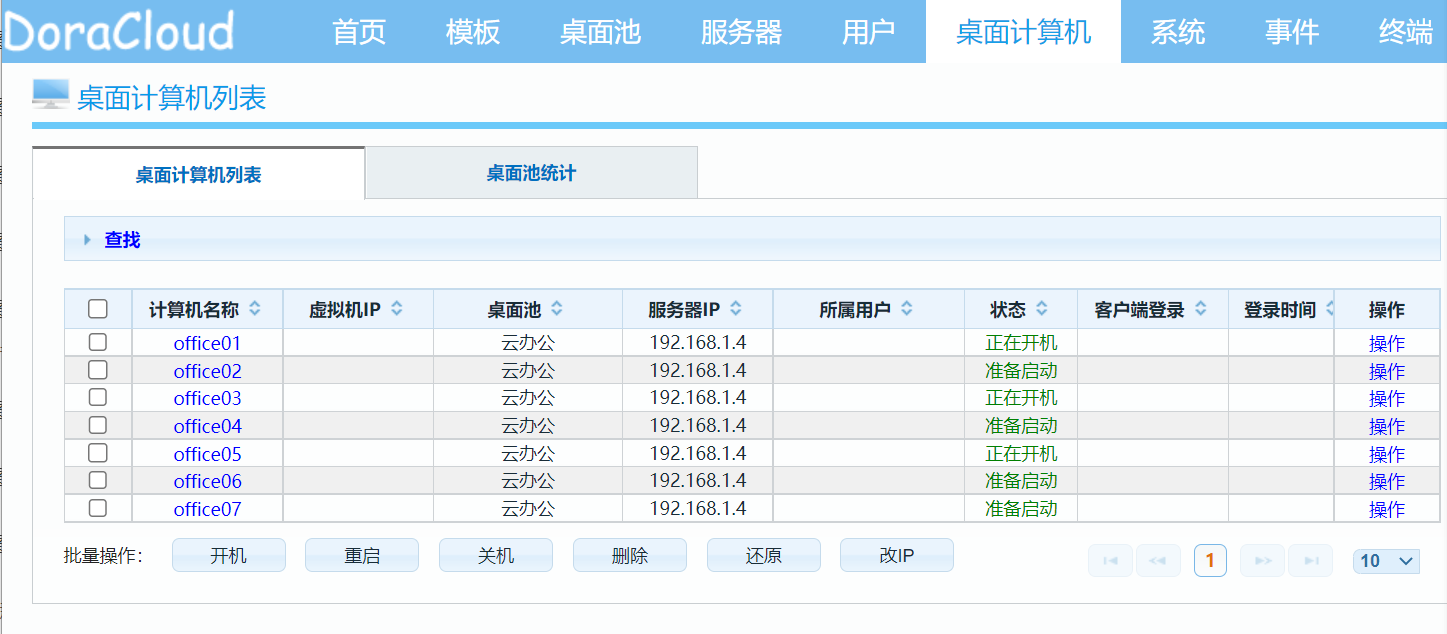 DoraCloud 首页 模板 桌面池 服务器 用户 桌面计算机 系统 事件 终端
桌面计算机列表
桌面计算机列表 桌面池统计
查找
计算机名称 虚拟机IP 桌面池 服务器IP 所属用户 状态 客户端登录 登录时间 操作
office01 云办公 192.168.1.4 正在开机 操作
office02 云办公 192.168.1.4 准备启动 操作
office03 云办公 192.168.1.4 正在开机 操作
office04 云办公 192.168.1.4 准备启动 操作
office05 云办公 192.168.1.4 正在开机 操作
office06 云办公 192.168.1.4 准备启动 操作
office07 云办公 192.168.1.4 准备启动 操作
批量操作: 开机 重启 关机 删除 还原 改IP 1 10